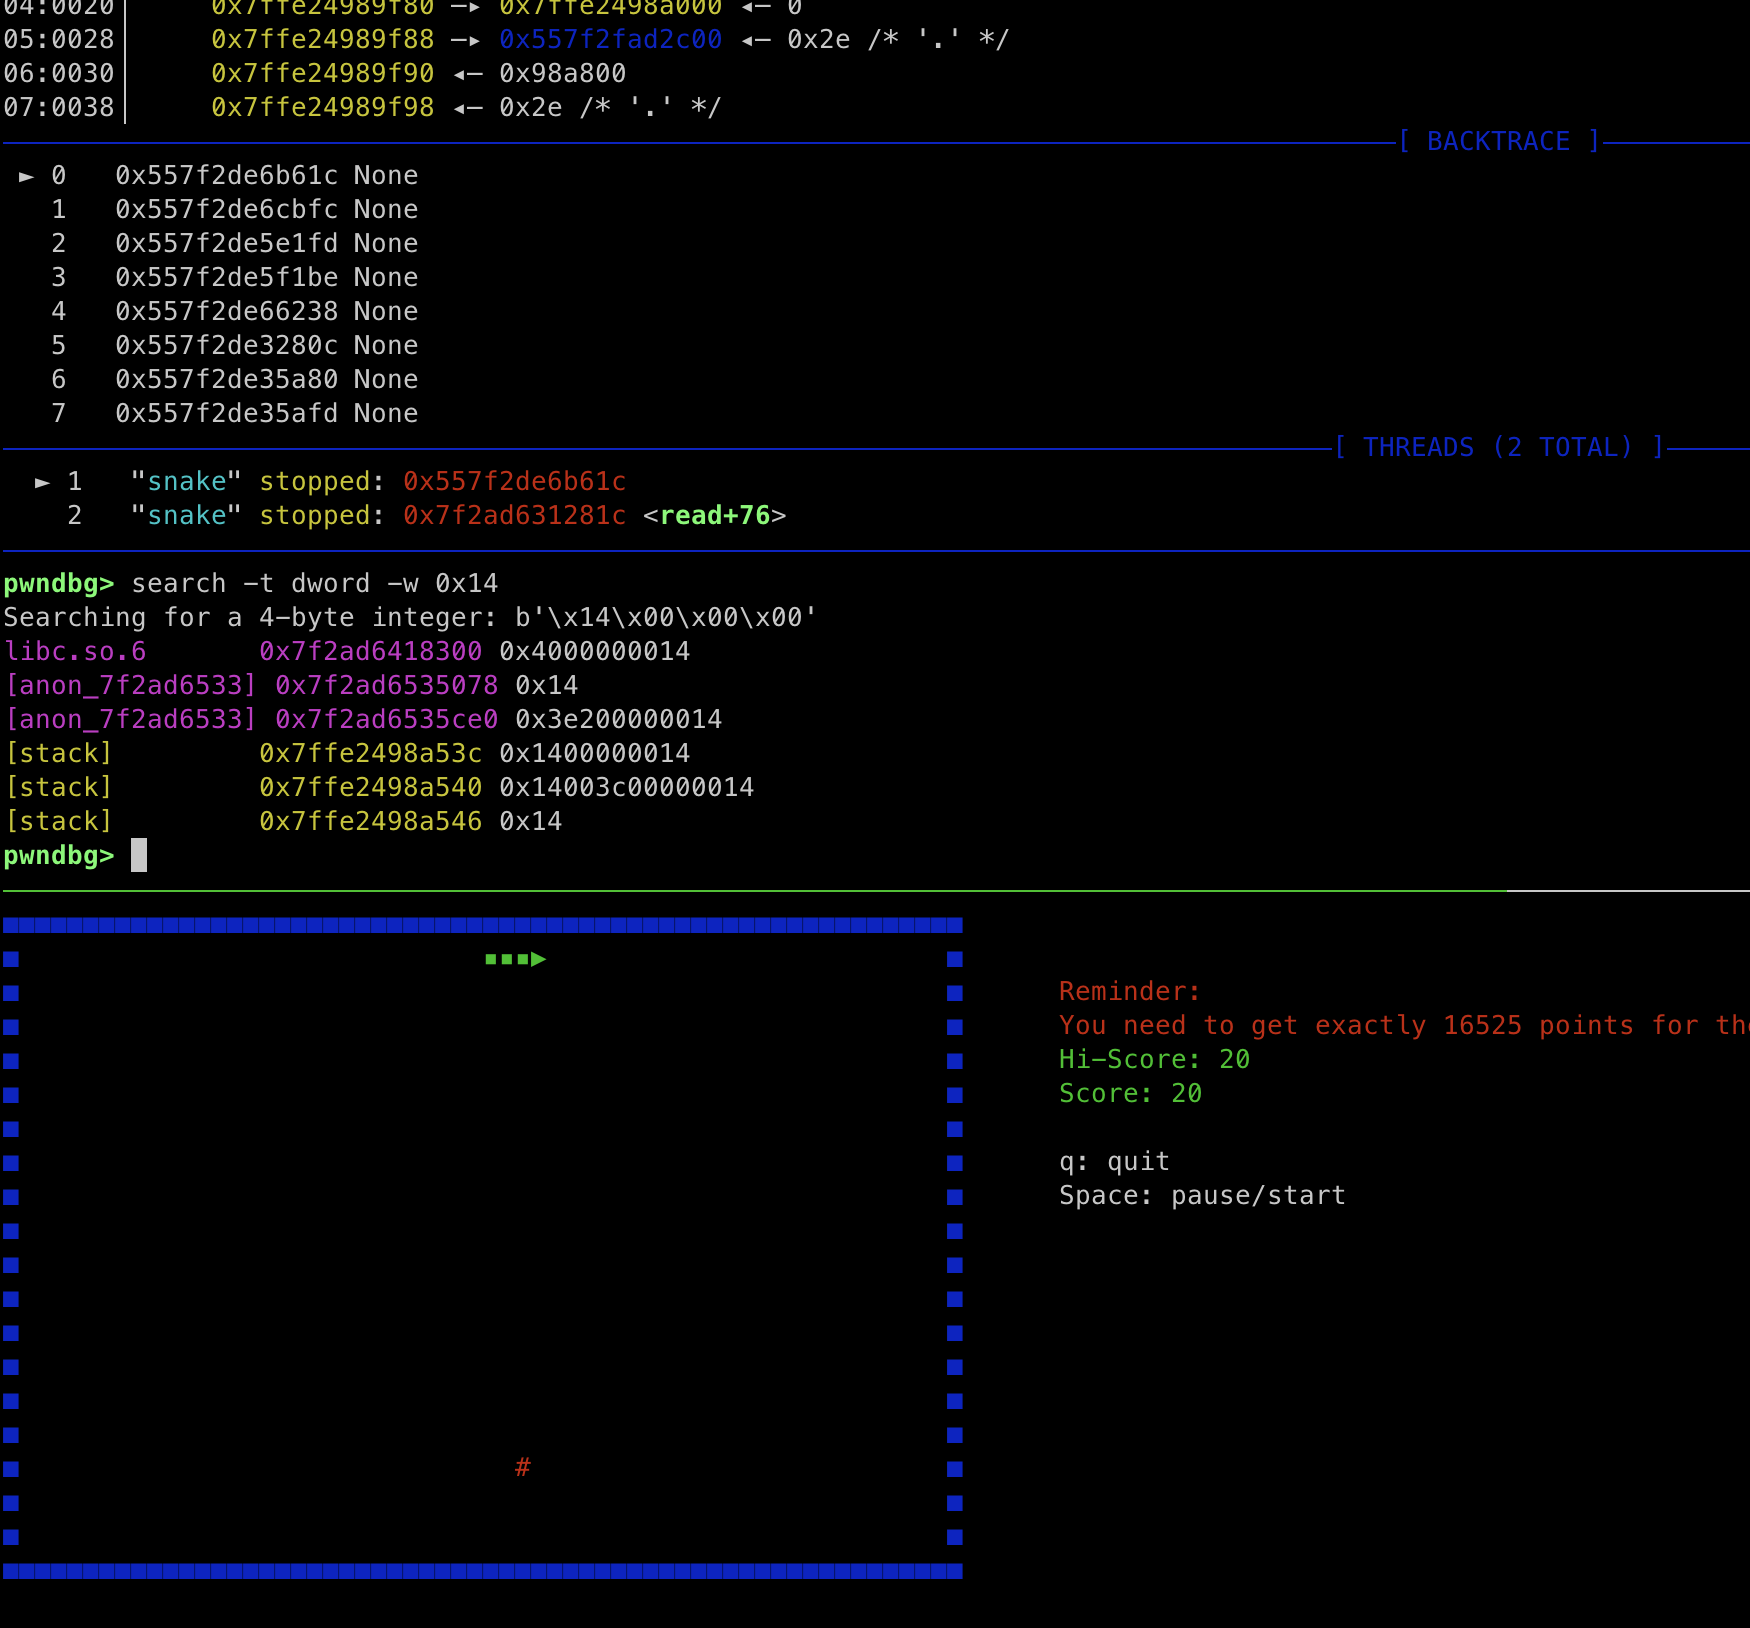 04:0020│ 0x7ffe24989f80 —▸ 0x7ffe2498a000 ◂— 0
05:0028│ 0x7ffe24989f88 —▸ 0x557f2fad2c00 ◂— 0x2e /* '.' */
06:0030│ 0x7ffe24989f90 ◂— 0x98a800
07:0038│ 0x7ffe24989f98 ◂— 0x2e /* '.' */
[ BACKTRACE ]
► 0 0x557f2de6b61c None
1 0x557f2de6cbfc None
2 0x557f2de5e1fd None
3 0x557f2de5f1be None
4 0x557f2de66238 None
5 0x557f2de3280c None
6 0x557f2de35a80 None
7 0x557f2de35afd None
[ THREADS (2 TOTAL) ]
► 1 "snake" stopped: 0x557f2de6b61c
2 "snake" stopped: 0x7f2ad631281c <read+76>
pwndbg> search -t dword -w 0x14
Searching for a 4-byte integer: b'\x14\x00\x00\x00'
libc.so.6 0x7f2ad6418300 0x4000000014
[anon_7f2ad6533] 0x7f2ad6535078 0x14
[anon_7f2ad6533] 0x7f2ad6535ce0 0x3e200000014
[stack] 0x7ffe2498a53c 0x1400000014
[stack] 0x7ffe2498a540 0x14003c00000014
[stack] 0x7ffe2498a546 0x14
pwndbg>
#
Reminder:
You need to get exactly 16525 points for
Hi-Score: 20
Score: 20
q: quit
Space: pause/start